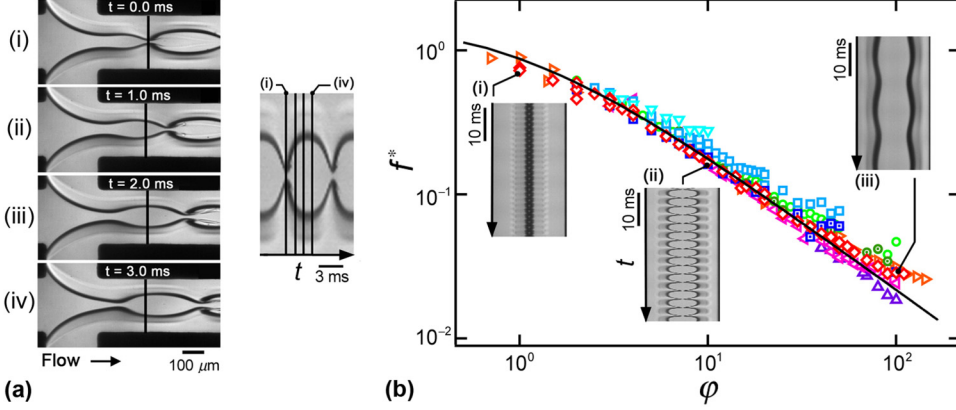 (i)
t = 0.0 ms
(ii)
t = 1.0 ms
(iii)
t = 2.0 ms
(iv)
t = 3.0 ms
Flow
100 μm
(a)
(i)
(iv)
t
3 ms
f*
10⁰
10⁻¹
10⁻²
(i)
10 ms
(ii)
10 ms
t
10 ms
(iii)
10⁰
10¹
10²
φ
(b)